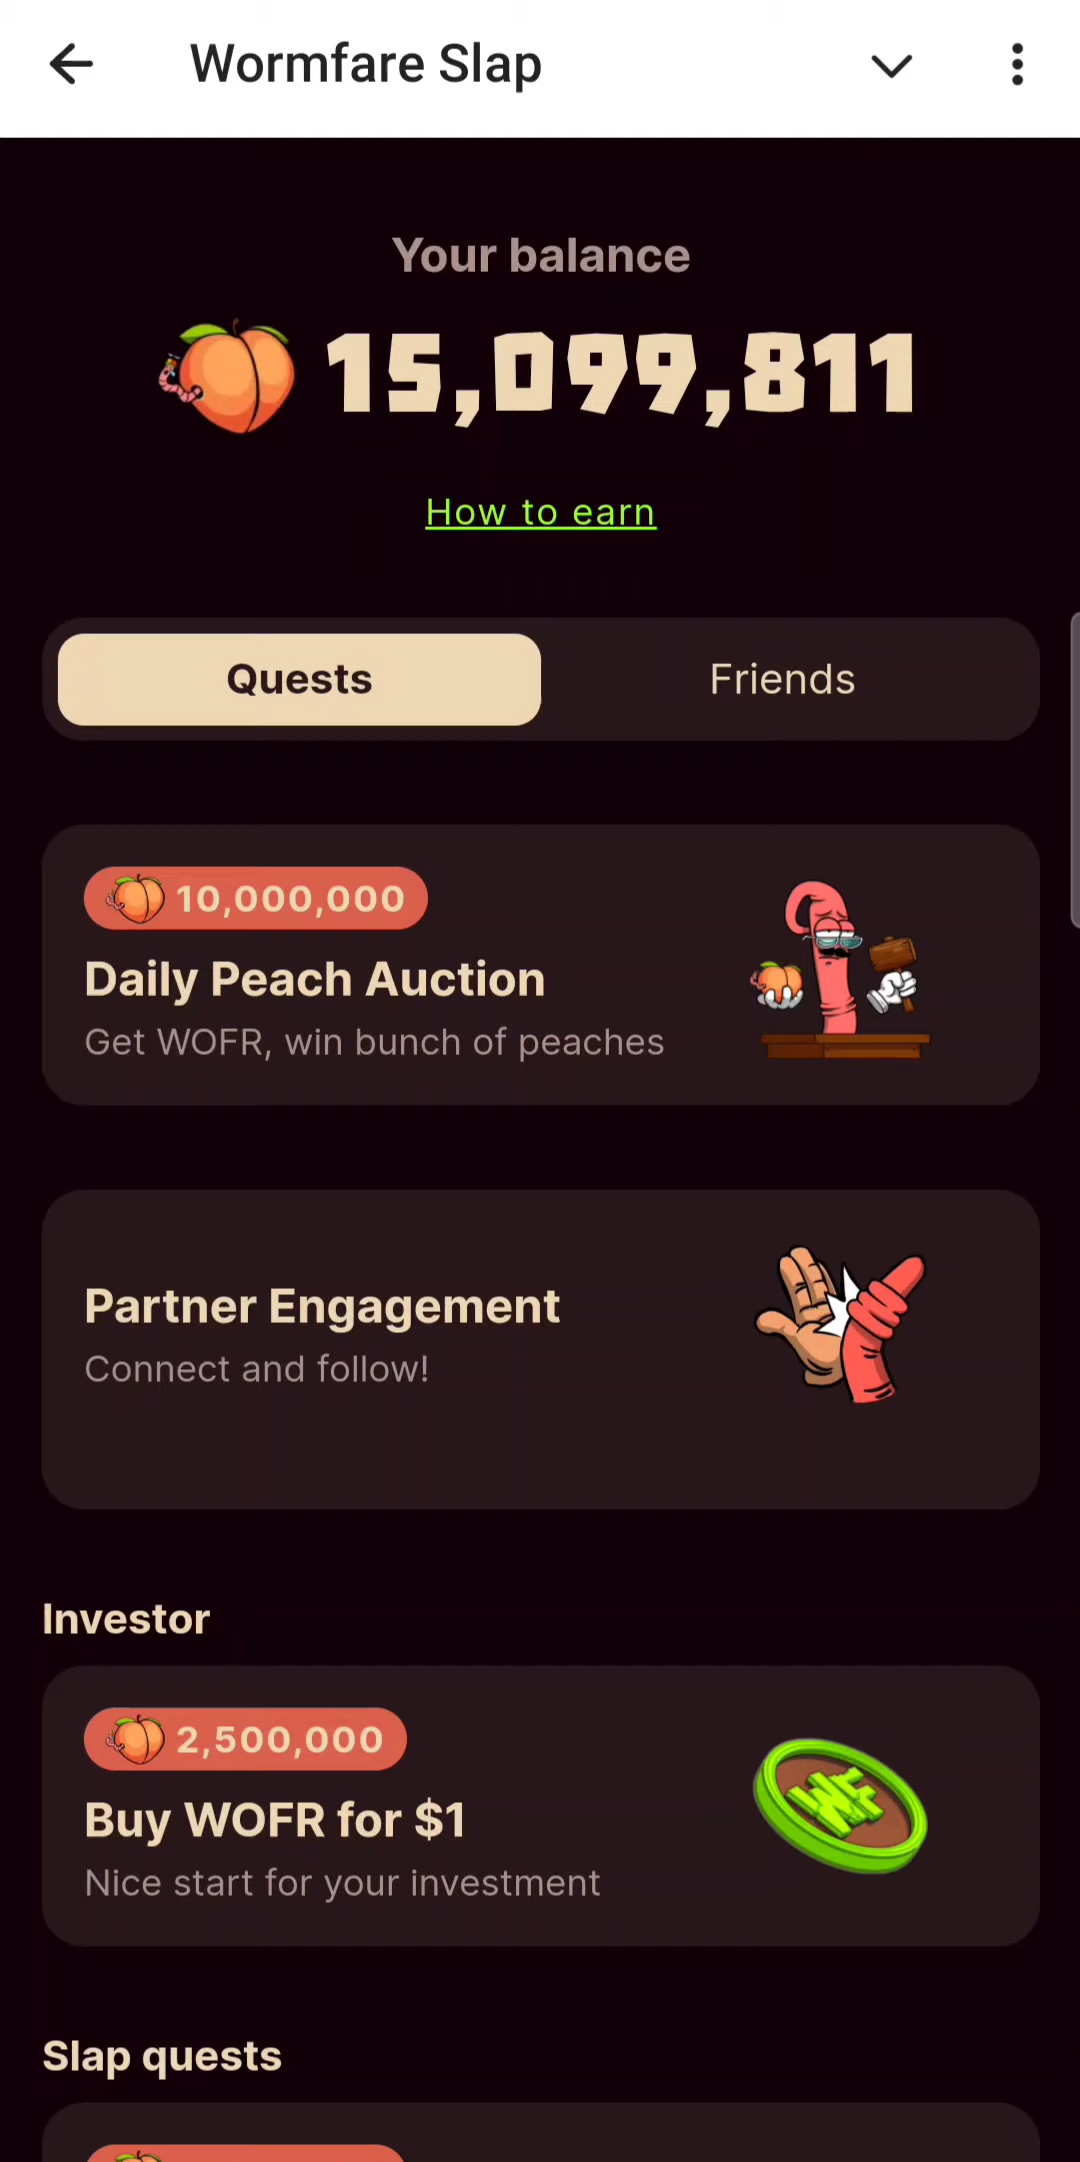 Wormfare Slap
Your balance
15,099,811
How to earn
Quests
Friends
10,000,000
Daily Peach Auction
Get WOFR, win bunch of peaches
Partner Engagement
Connect and follow!
Investor
2,500,000
Buy WOFR for $1
Nice start for your investment
Slap quests